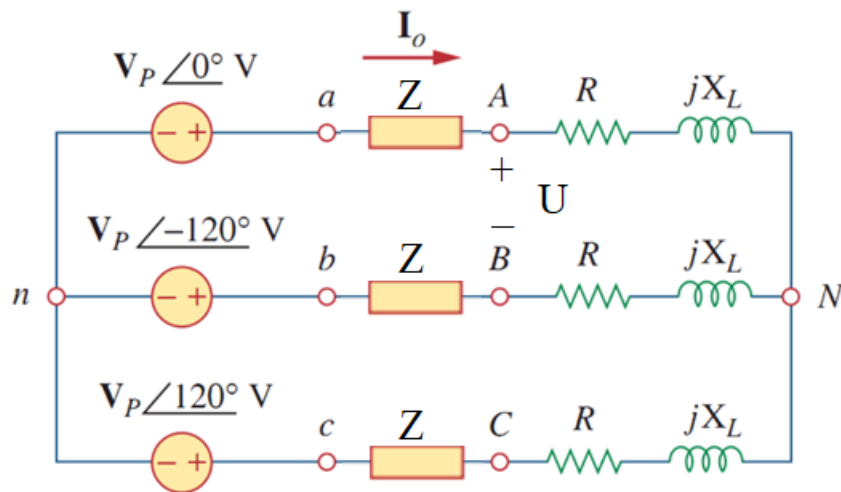 I_o
V_P ∠0° V
a Z A R jX_L
+
U
−
V_P ∠−120° V
n b Z B R jX_L N
V_P ∠120° V
c Z C R jX_L
− +
− +
− +